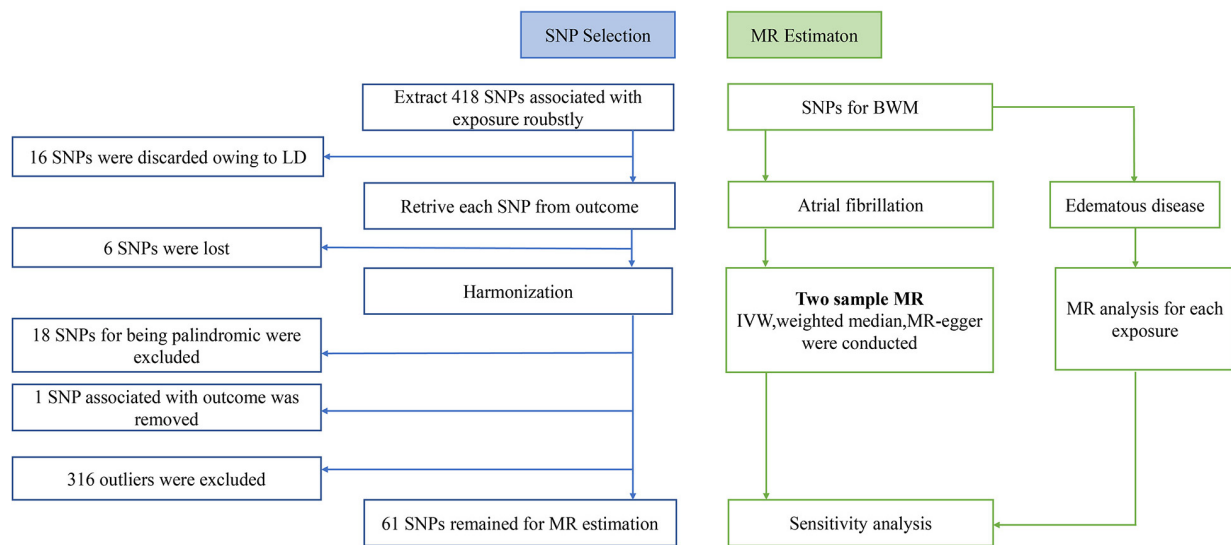 SNP Selection
MR Estimaton
Extract 418 SNPs associated with
exposure roubstly
16 SNPs were discarded owing to LD
Retrive each SNP from outcome
6 SNPs were lost
Harmonization
18 SNPs for being palindromic were
excluded
1 SNP associated with outcome was
removed
316 outliers were excluded
61 SNPs remained for MR estimation
SNPs for BWM
Atrial fibrillation
Edematous disease
Two sample MR
IVW,weighted median,MR-egger
were conducted
MR analysis for each
exposure
Sensitivity analysis